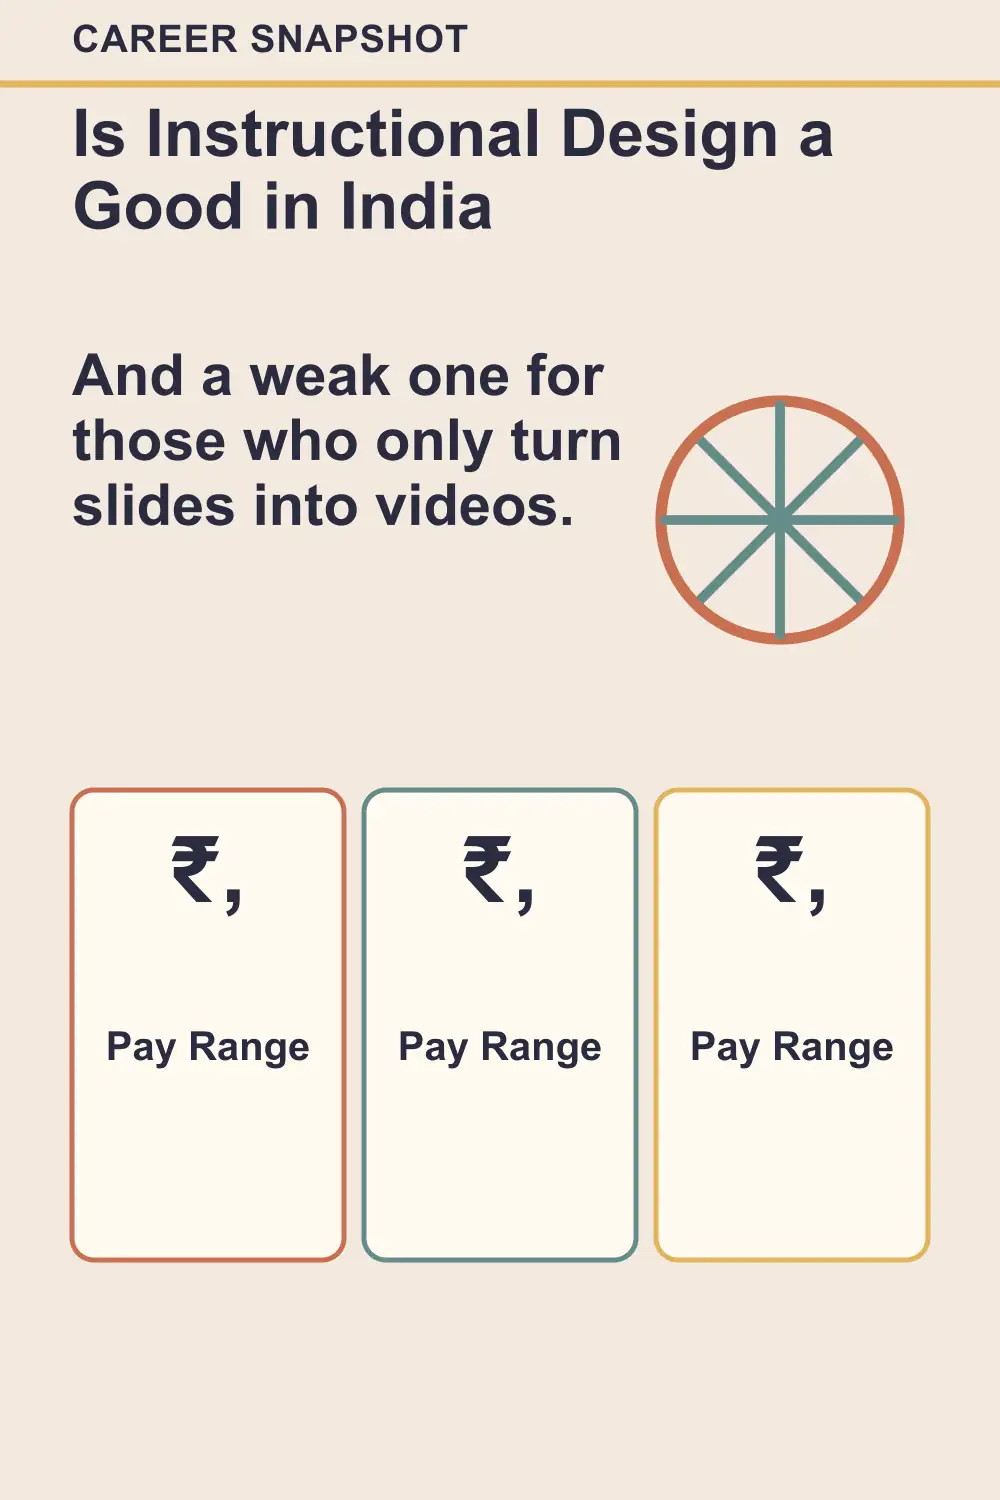 CAREER SNAPSHOT
Is Instructional Design a
Good in India
And a weak one for
those who only turn
slides into videos.
₹, ₹, ₹,
Pay Range Pay Range Pay Range